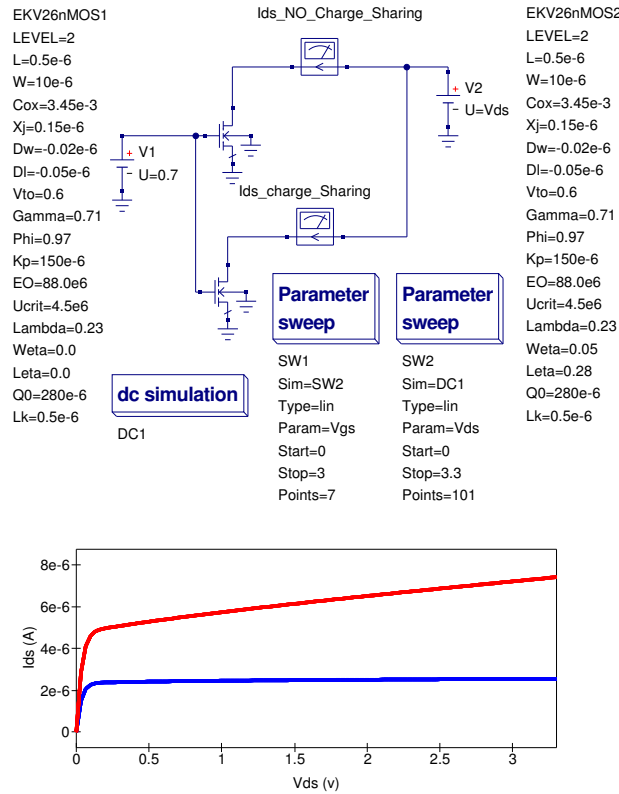 EKV26nMOS1
LEVEL=2
L=0.5e-6
W=10e-6
Cox=3.45e-3
Xj=0.15e-6
Dw=-0.02e-6
Dl=-0.05e-6
Vto=0.6
Gamma=0.71
Phi=0.97
Kp=150e-6
EO=88.0e6
Ucrit=4.5e6
Lambda=0.23
Weta=0.0
Leta=0.0
Q0=280e-6
Lk=0.5e-6
Ids_NO_Charge_Sharing
V1
U=0.7
V2
U=Vds
Ids_charge_Sharing
dc simulation
DC1
Parameter
sweep
SW1
Sim=SW2
Type=lin
Param=Vgs
Start=0
Stop=3
Points=7
Parameter
sweep
SW2
Sim=DC1
Type=lin
Param=Vds
Start=0
Stop=3.3
Points=101
EKV26nMOS2
LEVEL=2
L=0.5e-6
W=10e-6
Cox=3.45e-3
Xj=0.15e-6
Dw=-0.02e-6
Dl=-0.05e-6
Vto=0.6
Gamma=0.71
Phi=0.97
Kp=150e-6
EO=88.0e6
Ucrit=4.5e6
Lambda=0.23
Weta=0.05
Leta=0.28
Q0=280e-6
Lk=0.5e-6
8e-6
6e-6
4e-6
2e-6
0
Ids (A)
0 0.5 1 1.5 2 2.5 3
Vds (v)